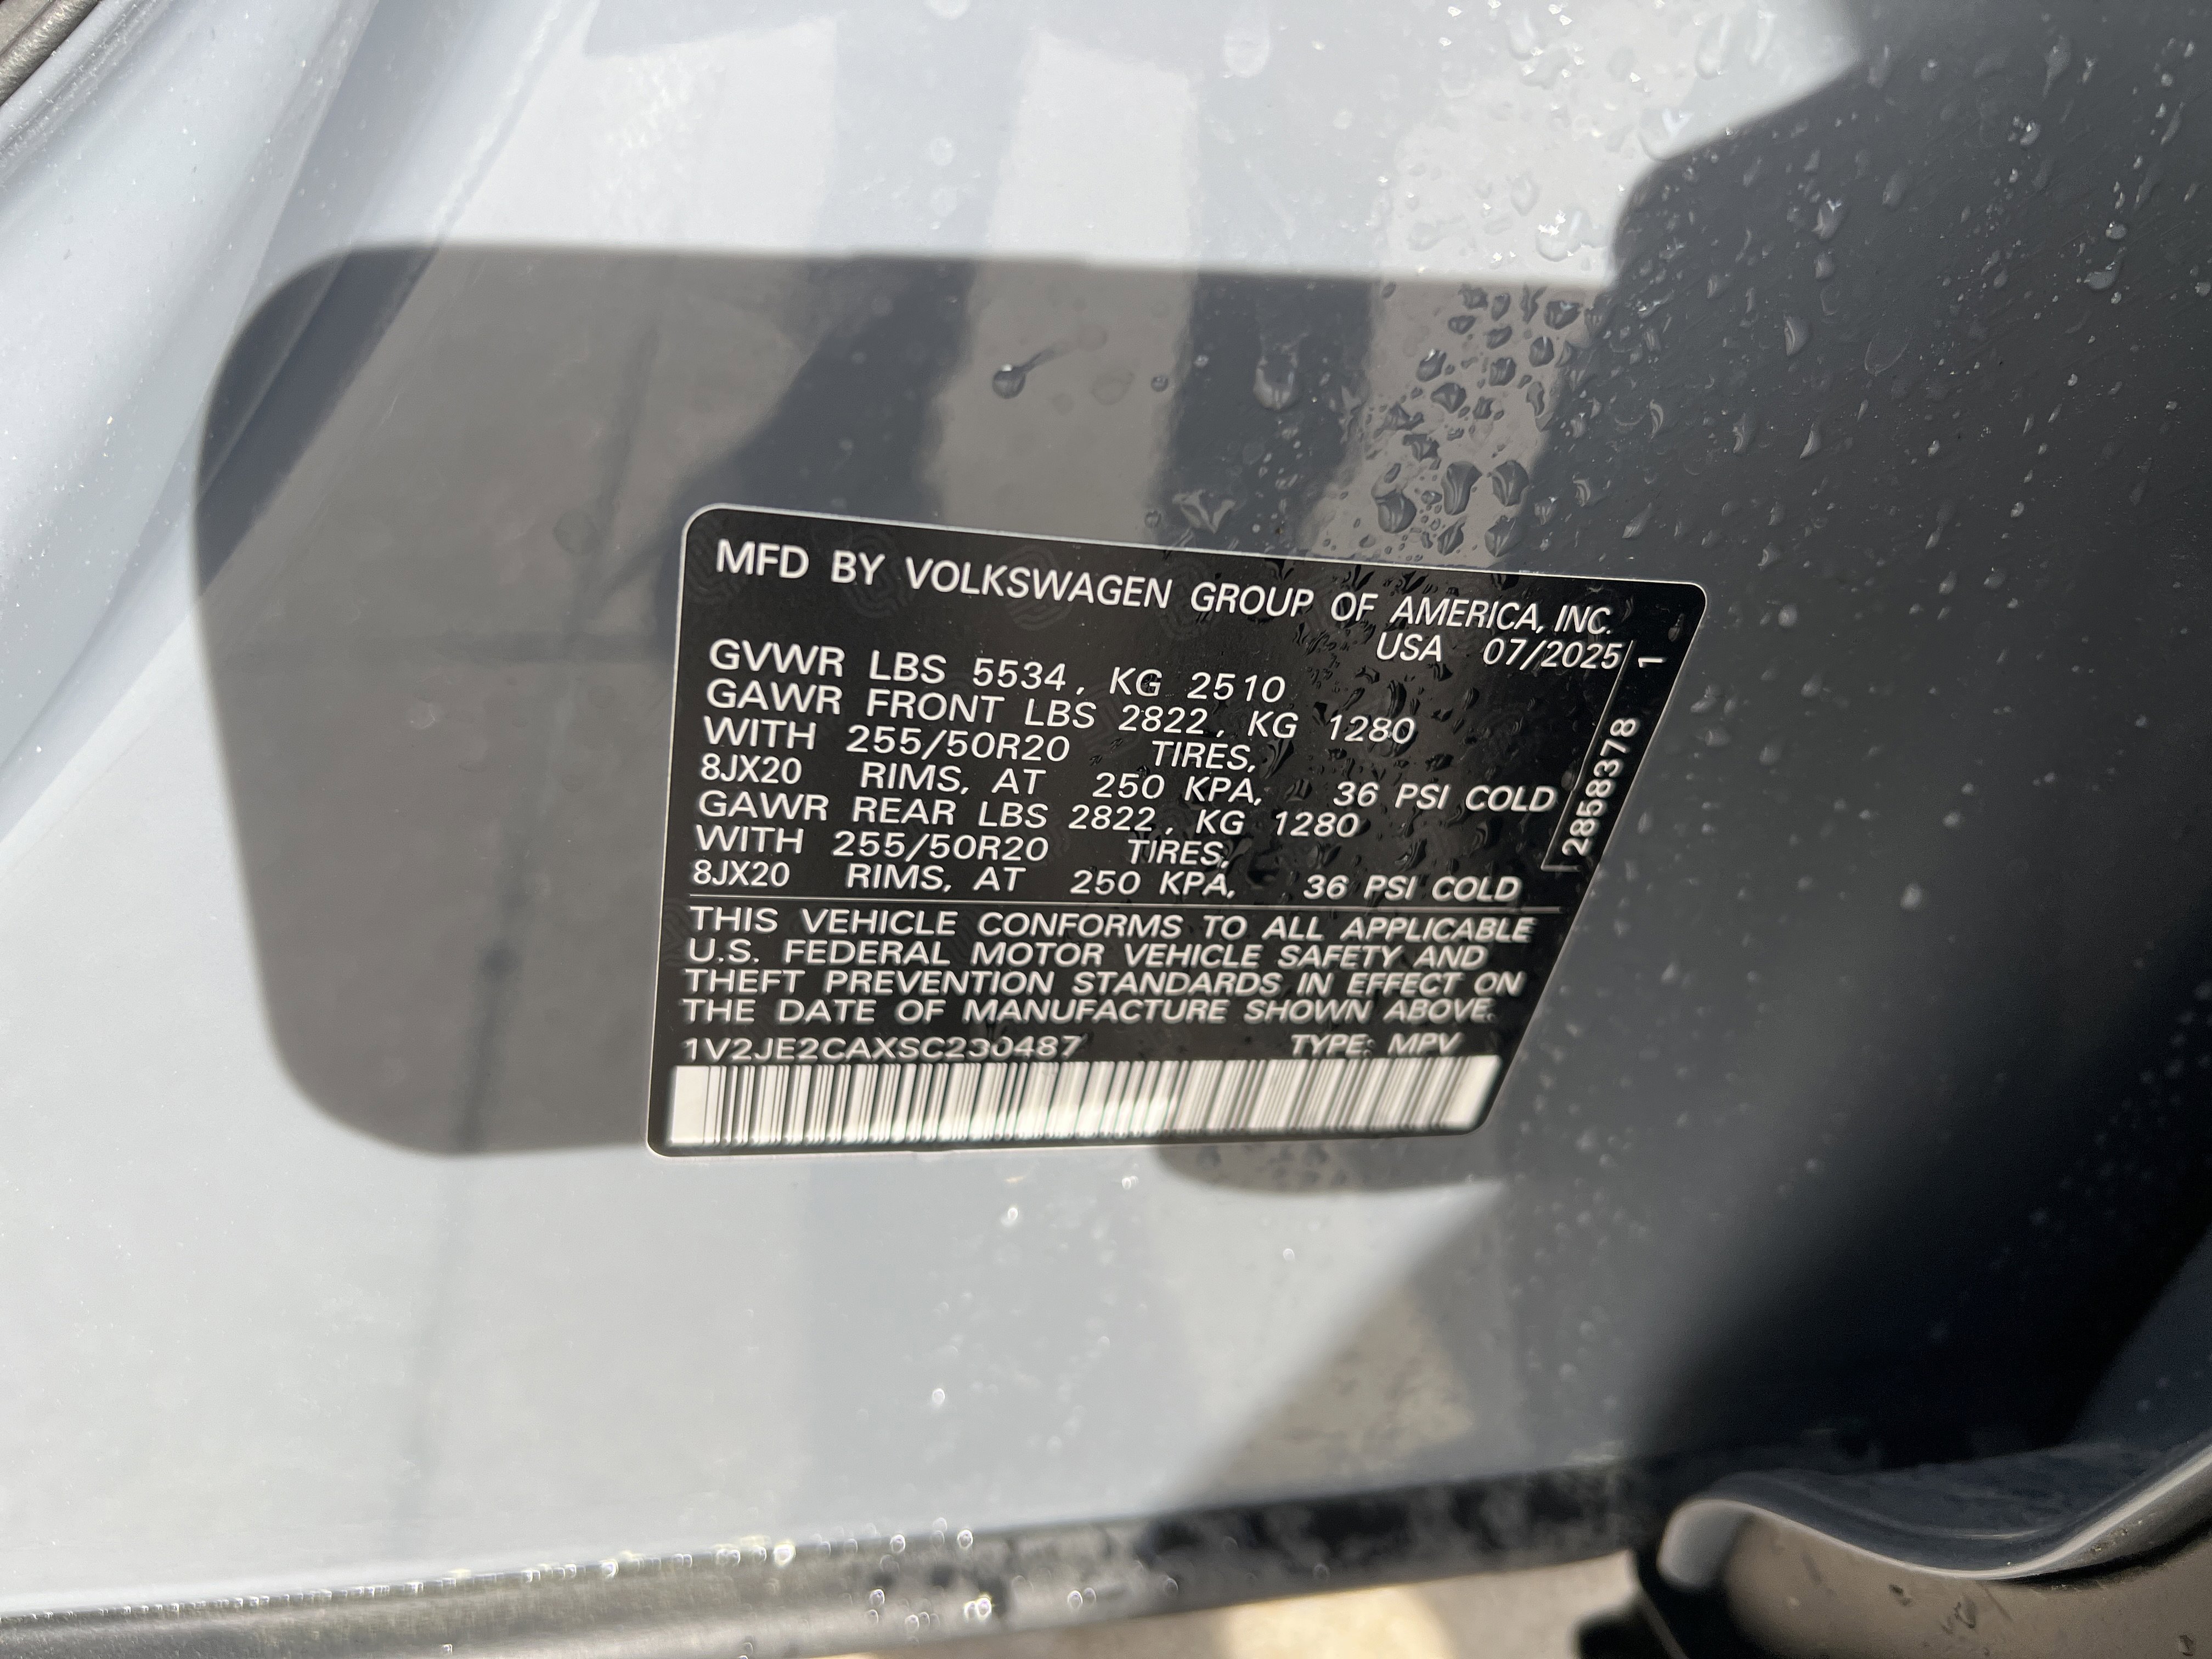 MFD BY VOLKSWAGEN GROUP OF AMERICA, INC.
USA 07/2025
GVWR LBS 5534, KG 2510
GAWR FRONT LBS 2822, KG 1280
WITH 255/50R20 TIRES,
8JX20 RIMS, AT 250 KPA, 36 PSI COLD
GAWR REAR LBS 2822, KG 1280
WITH 255/50R20 TIRES,
8JX20 RIMS, AT 250 KPA, 36 PSI COLD
THIS VEHICLE CONFORMS TO ALL APPLICABLE
U.S. FEDERAL MOTOR VEHICLE SAFETY AND
THEFT PREVENTION STANDARDS IN EFFECT ON
THE DATE OF MANUFACTURE SHOWN ABOVE.
1V2JE2CAXSC230487 TYPE: MPV
2858378 1